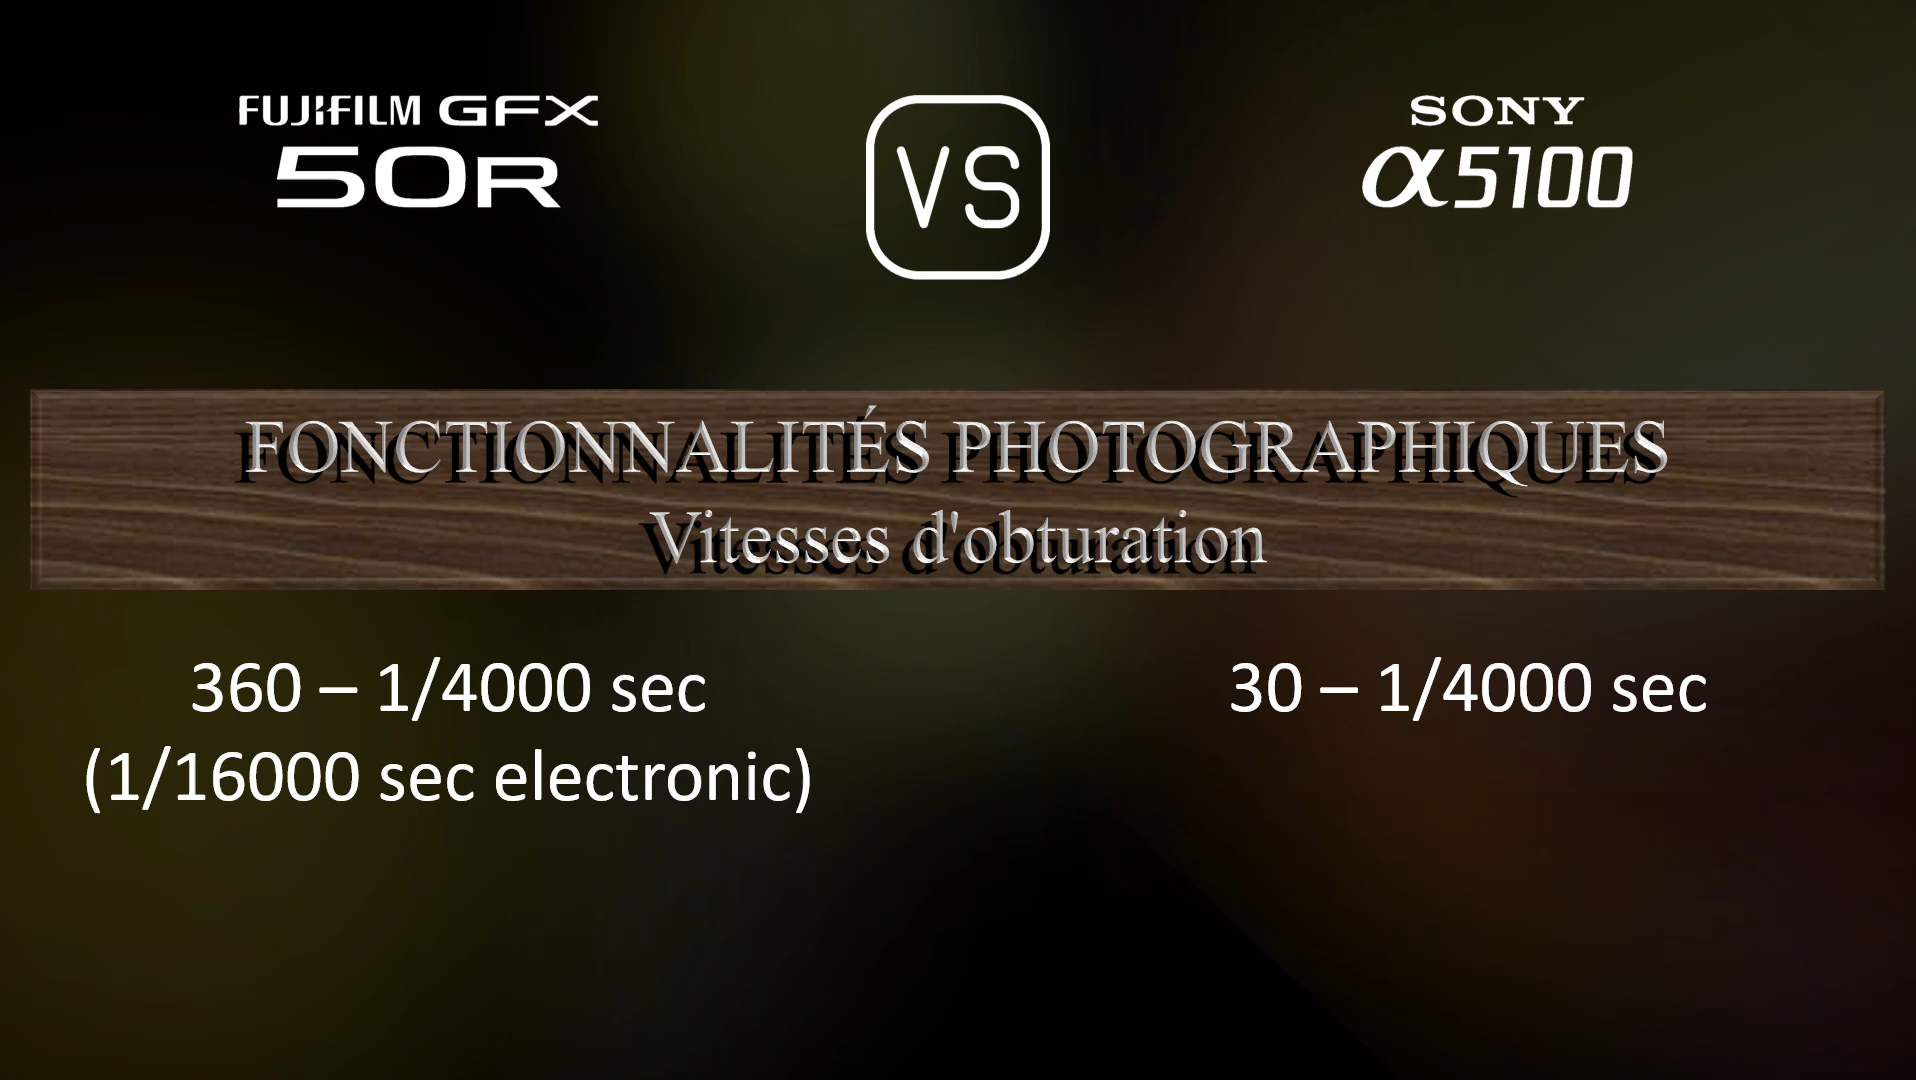 FUJIFILM GFX
50R
VS
SONY
α5100
FONCTIONNALITÉS PHOTOGRAPHIQUES
Vitesses d'obturation
360 – 1/4000 sec
(1/16000 sec electronic)
30 – 1/4000 sec